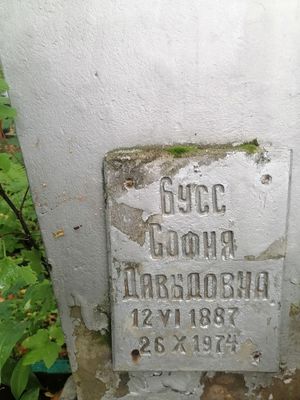 БУСС
СОФИЯ
ДАВЫДОВНА
12 VI 1887
26 X 1974